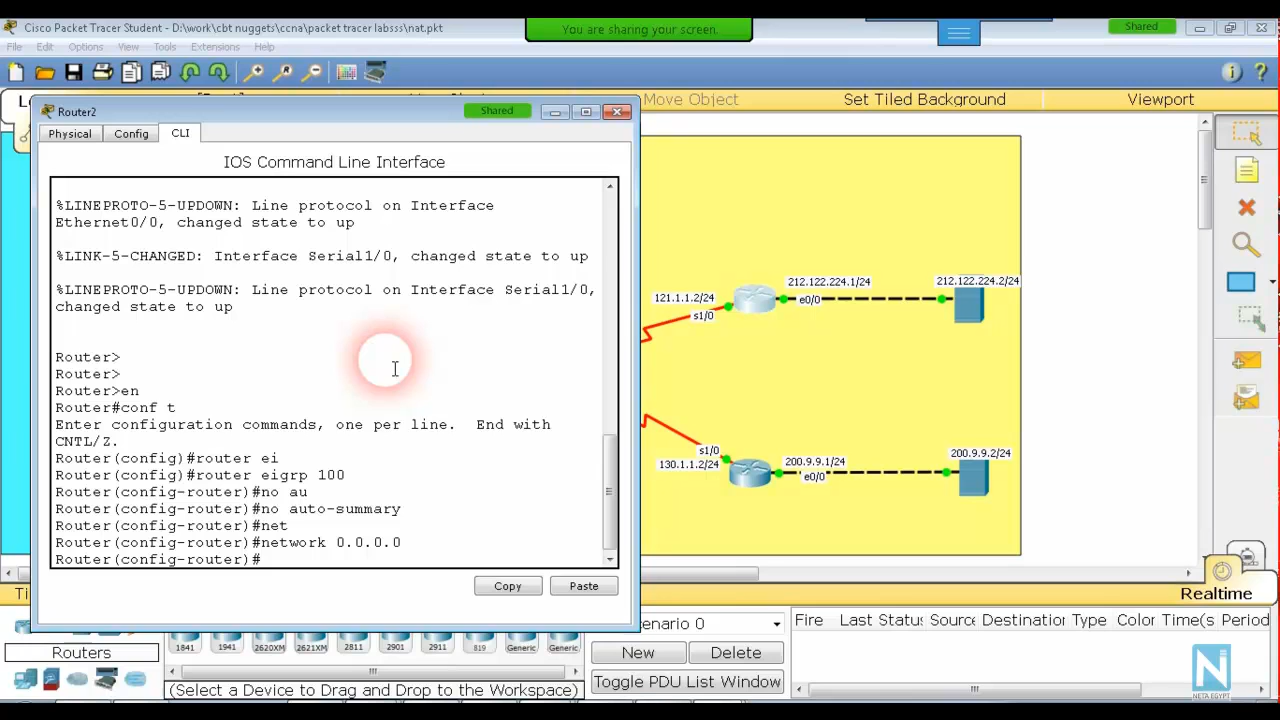 Cisco Packet Tracer Student - D:\work\cbt nuggets\ccna\packet tracer labsss\nat.pkt
You are sharing your screen.
Shared
File Edit Options View Tools Extensions Help
Move Object
Set Tiled Background
Viewport
Router2
Shared
Physical
Config
CLI
IOS Command Line Interface
%LINEPROTO-5-UPDOWN: Line protocol on Interface
Ethernet0/0, changed state to up
%LINK-5-CHANGED: Interface Serial1/0, changed state to up
%LINEPROTO-5-UPDOWN: Line protocol on Interface Serial1/0,
changed state to up
Router>
Router>
Router>en
Router#conf t
Enter configuration commands, one per line.  End with
CNTL/Z.
Router(config)#router ei
Router(config)#router eigrp 100
Router(config-router)#no au
Router(config-router)#no auto-summary
Router(config-router)#net
Router(config-router)#network 0.0.0.0
Router(config-router)#
Copy
Paste
121.1.1.2/24
s1/0
212.122.224.1/24
e0/0
212.122.224.2/24
s1/0
130.1.1.2/24
200.9.9.1/24
e0/0
200.9.9.2/24
Realtime
Routers
1841
1941
2620XM
2621XM
2811
2901
2911
819
Generic
Generic
(Select a Device to Drag and Drop to the Workspace)
enario 0
New
Delete
Toggle PDU List Window
Fire
Last Status
Source
Destination
Type
Color
Time(s)
Period
NETA EGYPT